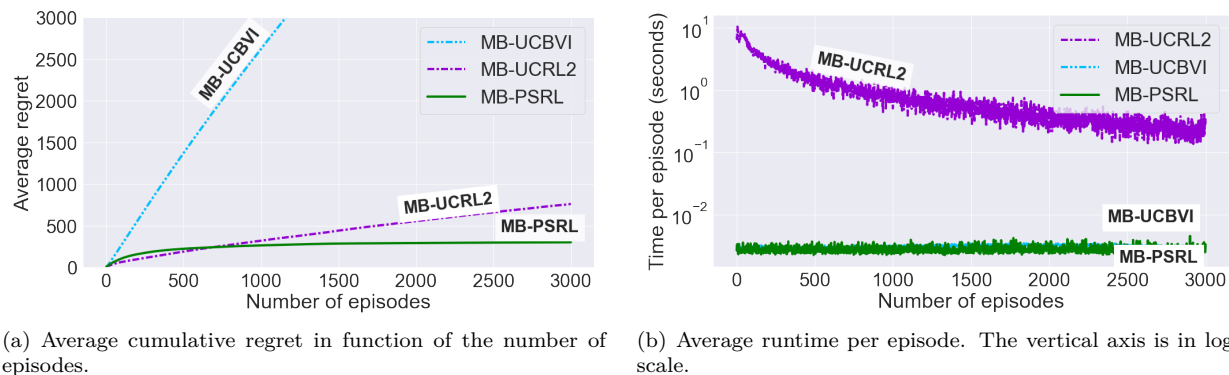 3000
2500
2000
1500
1000
500
0
Average regret
MB-UCBVI
MB-UCRL2
MB-PSRL
MB-UCBVI
MB-UCRL2
MB-PSRL
0 500 1000 1500 2000 2500 3000
Number of episodes
(a) Average cumulative regret in function of the number of
episodes.
10^1
10^0
10^−1
10^−2
Time per episode (seconds)
MB-UCRL2
MB-UCBVI
MB-PSRL
MB-UCRL2
MB-UCBVI
MB-PSRL
0 500 1000 1500 2000 2500 3000
Number of episodes
(b) Average runtime per episode. The vertical axis is in log
scale.